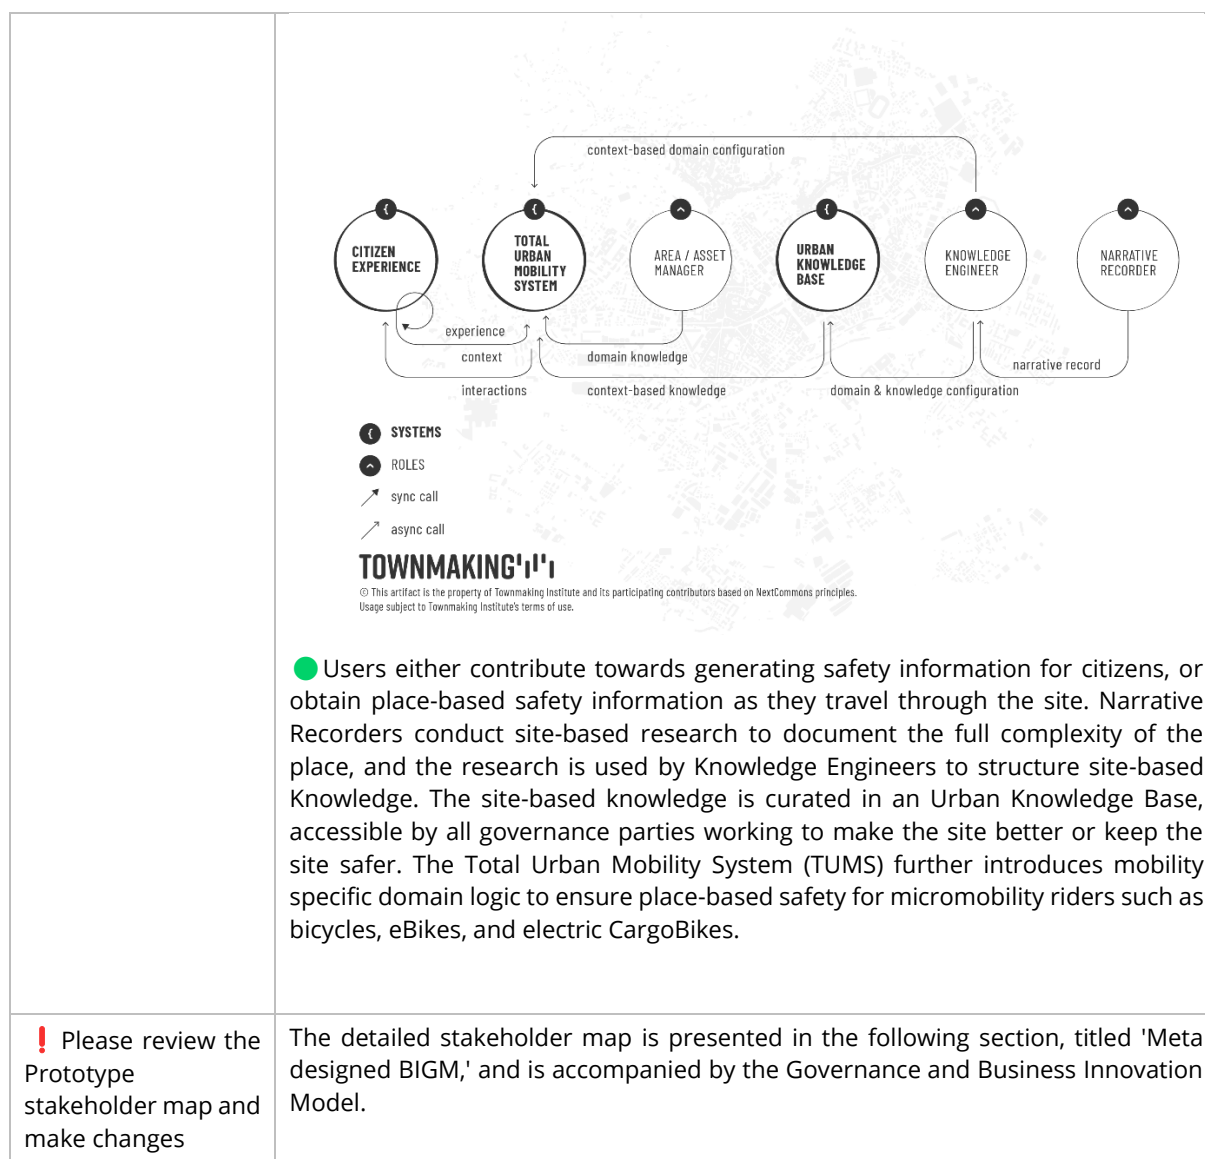 context-based domain configuration
CITIZEN
EXPERIENCE
TOTAL
URBAN
MOBILITY
SYSTEM
AREA / ASSET
MANAGER
URBAN
KNOWLEDGE
BASE
KNOWLEDGE
ENGINEER
NARRATIVE
RECORDER
experience
context
domain knowledge
narrative record
interactions
context-based knowledge
domain & knowledge configuration
SYSTEMS
ROLES
sync call
async call
TOWNMAKING
© This artifact is the property of Townmaking Institute and its participating contributors based on NextCommons principles.
Usage subject to Townmaking Institute's terms of use.
Users either contribute towards generating safety information for citizens, or
obtain place-based safety information as they travel through the site. Narrative
Recorders conduct site-based research to document the full complexity of the
place, and the research is used by Knowledge Engineers to structure site-based
Knowledge. The site-based knowledge is curated in an Urban Knowledge Base,
accessible by all governance parties working to make the site better or keep the
site safer. The Total Urban Mobility System (TUMS) further introduces mobility
specific domain logic to ensure place-based safety for micromobility riders such as
bicycles, eBikes, and electric CargoBikes.
❗ Please review the
Prototype
stakeholder map and
make changes
The detailed stakeholder map is presented in the following section, titled 'Meta
designed BIGM,' and is accompanied by the Governance and Business Innovation
Model.